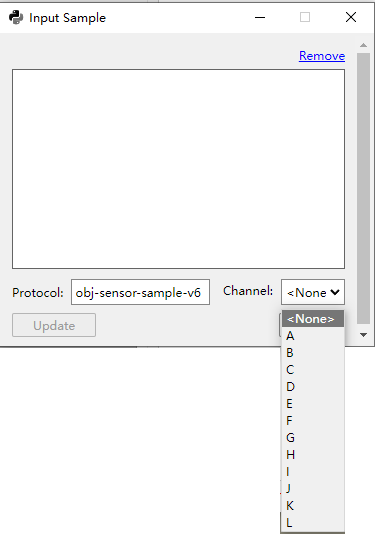 Input Sample
Remove
Protocol: obj-sensor-sample-v6 Channel: <None
Update
<None>
A
B
C
D
E
F
G
H
I
J
K
L